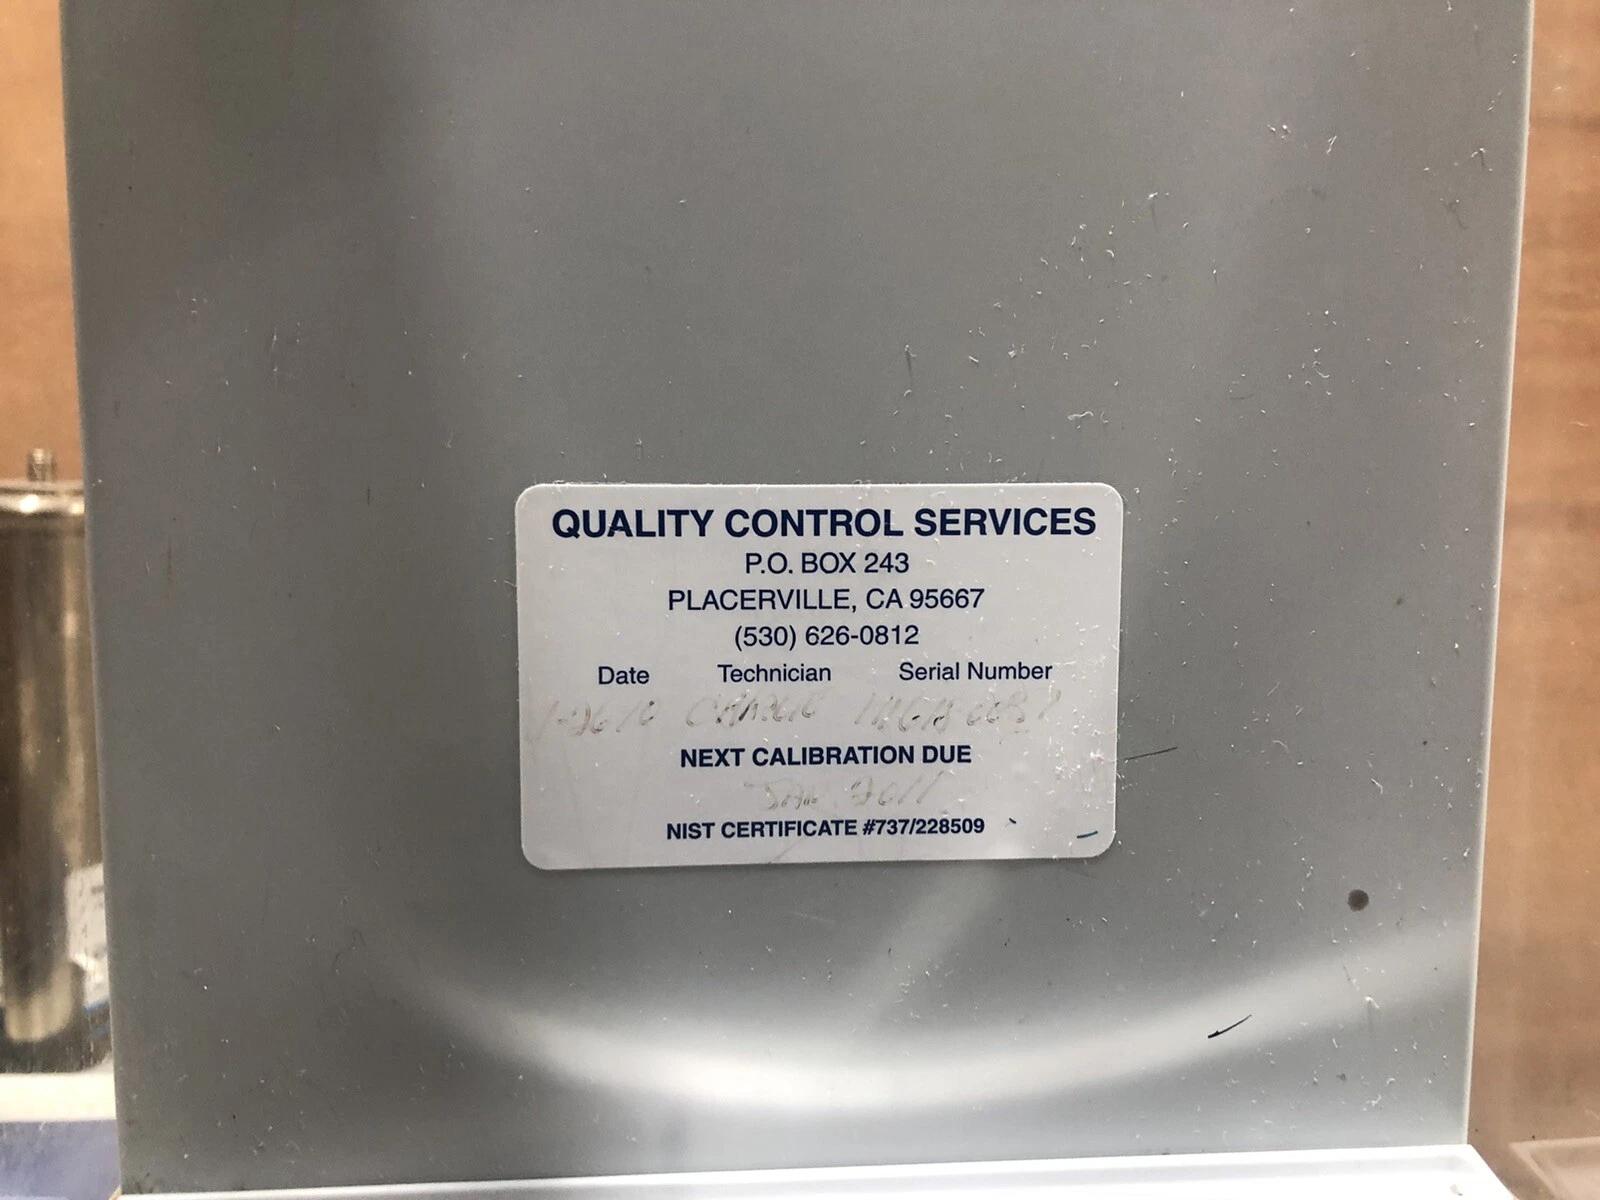 QUALITY CONTROL SERVICES
P.O. BOX 243
PLACERVILLE, CA 95667
(530) 626-0812
Date Technician Serial Number
NEXT CALIBRATION DUE
2011
NIST CERTIFICATE #737/228509